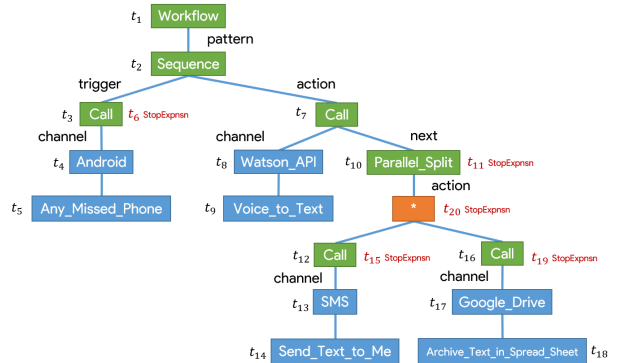 t₁ Workflow
pattern
t₂ Sequence
trigger action
t₃ Call t₆ StopExpnsn t₇ Call
channel channel next
t₄ Android t₈ Watson_API t₁₀ Parallel_Split t₁₁ StopExpnsn
action
t₅ Any_Missed_Phone t₉ Voice_to_Text * t₂₀ StopExpnsn
t₁₂ Call t₁₅ StopExpnsn t₁₆ Call t₁₉ StopExpnsn
channel channel
t₁₃ SMS t₁₇ Google_Drive
t₁₄ Send_Text_to_Me Archive_Text_in_Spread_Sheet t₁₈